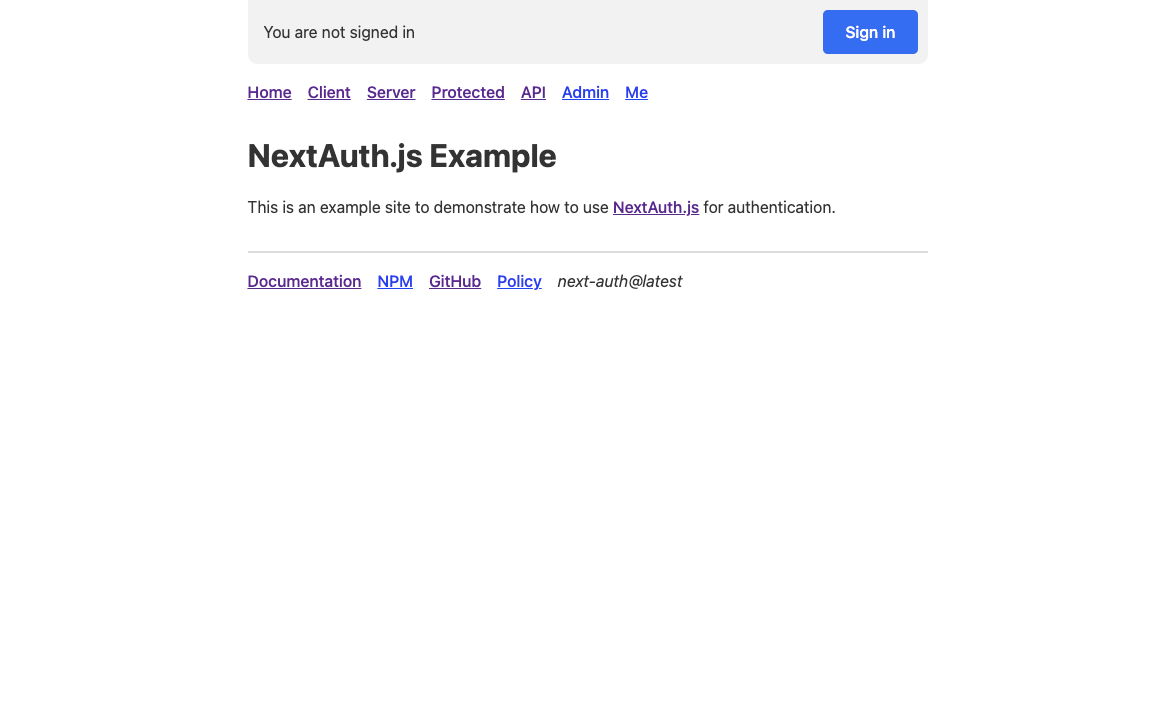 You are not signed in Sign in
Home Client Server Protected API Admin Me
NextAuth.js Example
This is an example site to demonstrate how to use NextAuth.js for authentication.
Documentation NPM GitHub Policy next-auth@latest